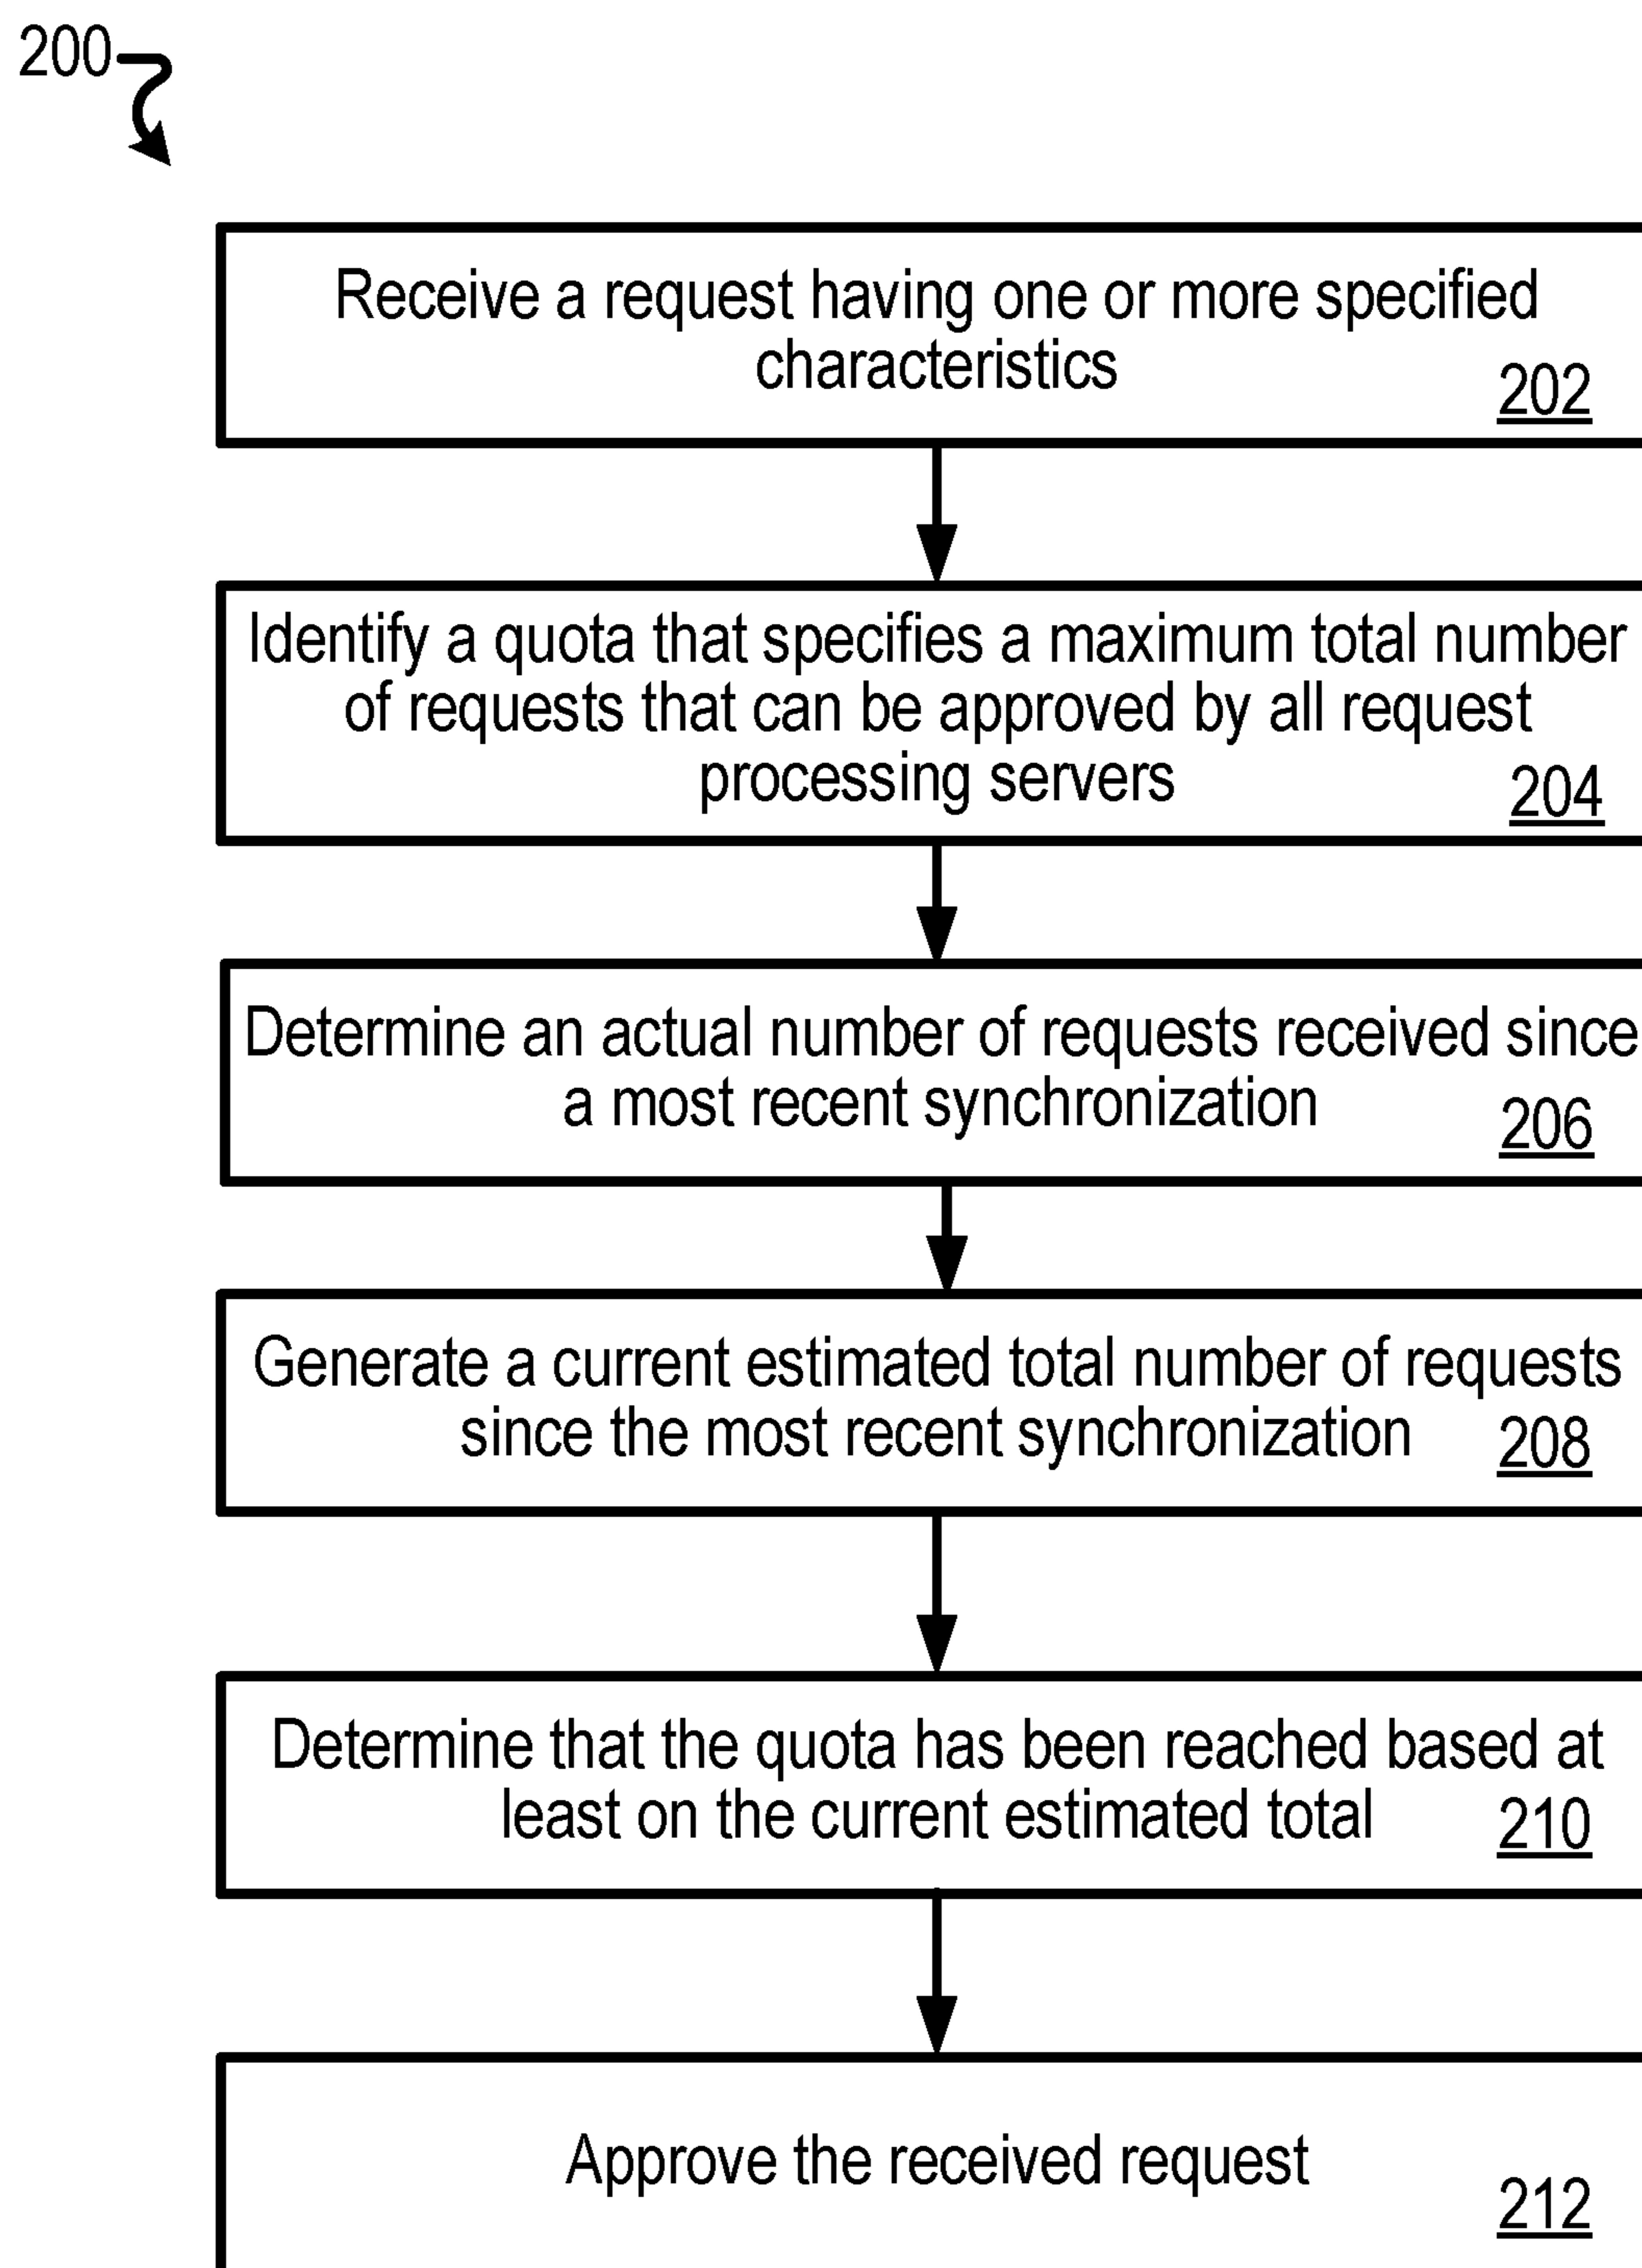 200
Receive a request having one or more specified
characteristics
202
Identify a quota that specifies a maximum total number
of requests that can be approved by all request
processing servers
204
Determine an actual number of requests received since
a most recent synchronization
206
Generate a current estimated total number of requests
since the most recent synchronization
208
Determine that the quota has been reached based at
least on the current estimated total
210
Approve the received request
212